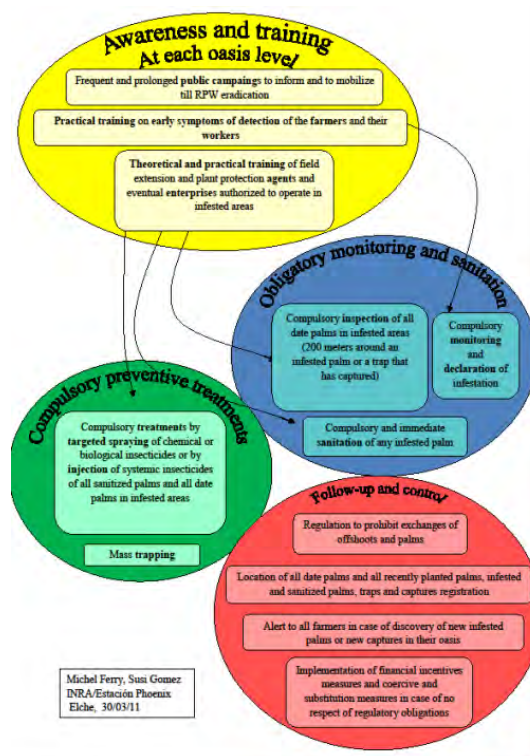 Awareness and training
At each oasis level
Frequent and prolonged public campaings to inform and to mobilize
till RPW eradication
Practical training on early symptoms of detection of the farmers and their
workers
Theoretical and practical training of field
extension and plant protection agents and
eventual enterprises authorized to operate in
infested areas
Obligatory monitoring and sanitation
Compulsory inspection of all
date palms in infested areas
(200 meters around an
infested palm or a trap that
has captured)
Compulsory
monitoring
and
declaration of
infestation
Compulsory and immediate
sanitation of any infested palm
Compulsory preventive treatments
Compulsory treatments by
targeted spraying of chemical or
biological insecticides or by
injection of systemic insecticides
of all sanitized palms and all date
palms in infested areas
Mass trapping
Follow-up and control
Regulation to prohibit exchanges of
offshoots and palms
Location of all date palms and all recently planted palms, infested
and sanitized palms, traps and captures registration
Alert to all farmers in case of discovery of new infested
palms or new captures in their oasis
Implementation of financial incentives
measures and coercive and
substitution measures in case of no
respect of regulatory obligations
Michel Ferry, Susi Gomez
INRA/Estación Phoenix
Elche, 30/03/11